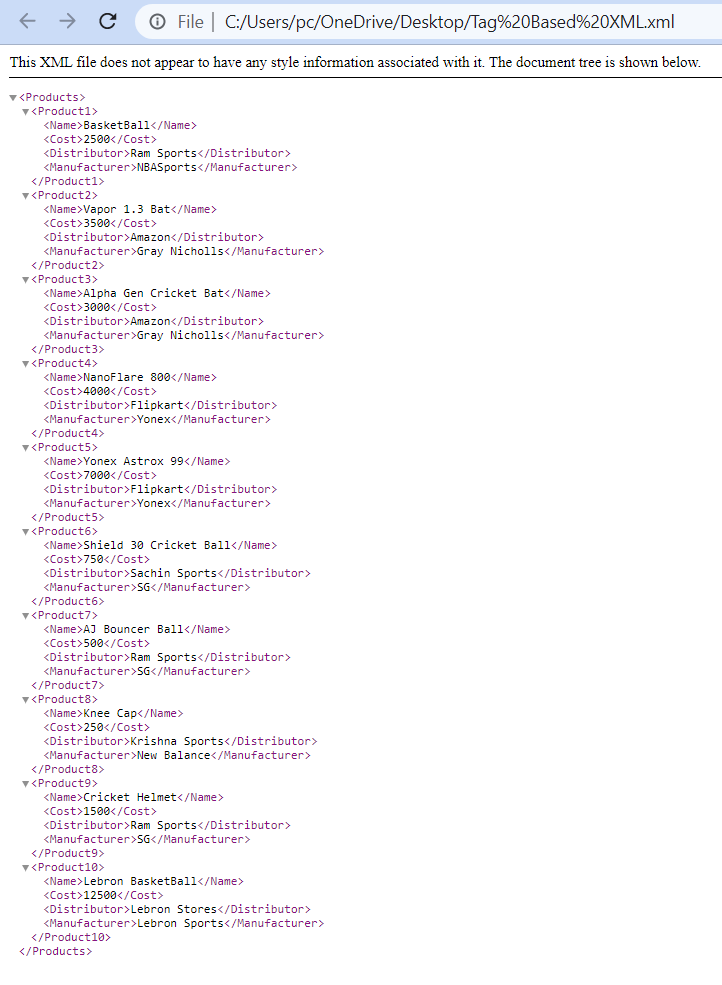 File | C:/Users/pc/OneDrive/Desktop/Tag%20Based%20XML.xml
This XML file does not appear to have any style information associated with it. The document tree is shown below.
▼<Products>
▼<Product1>
<Name>BasketBall</Name>
<Cost>2500</Cost>
<Distributor>Ram Sports</Distributor>
<Manufacturer>NBASports</Manufacturer>
</Product1>
▼<Product2>
<Name>Vapor 1.3 Bat</Name>
<Cost>3500</Cost>
<Distributor>Amazon</Distributor>
<Manufacturer>Gray Nicholls</Manufacturer>
</Product2>
▼<Product3>
<Name>Alpha Gen Cricket Bat</Name>
<Cost>3000</Cost>
<Distributor>Amazon</Distributor>
<Manufacturer>Gray Nicholls</Manufacturer>
</Product3>
▼<Product4>
<Name>NanoFlare 800</Name>
<Cost>4000</Cost>
<Distributor>Flipkart</Distributor>
<Manufacturer>Yonex</Manufacturer>
</Product4>
▼<Product5>
<Name>Yonex Astrox 99</Name>
<Cost>7000</Cost>
<Distributor>Flipkart</Distributor>
<Manufacturer>Yonex</Manufacturer>
</Product5>
▼<Product6>
<Name>Shield 30 Cricket Ball</Name>
<Cost>750</Cost>
<Distributor>Sachin Sports</Distributor>
<Manufacturer>SG</Manufacturer>
</Product6>
▼<Product7>
<Name>AJ Bouncer Ball</Name>
<Cost>500</Cost>
<Distributor>Ram Sports</Distributor>
<Manufacturer>SG</Manufacturer>
</Product7>
▼<Product8>
<Name>Knee Cap</Name>
<Cost>250</Cost>
<Distributor>Krishna Sports</Distributor>
<Manufacturer>New Balance</Manufacturer>
</Product8>
▼<Product9>
<Name>Cricket Helmet</Name>
<Cost>1500</Cost>
<Distributor>Ram Sports</Distributor>
<Manufacturer>SG</Manufacturer>
</Product9>
▼<Product10>
<Name>Lebron BasketBall</Name>
<Cost>12500</Cost>
<Distributor>Lebron Stores</Distributor>
<Manufacturer>Lebron Sports</Manufacturer>
</Product10>
</Products>